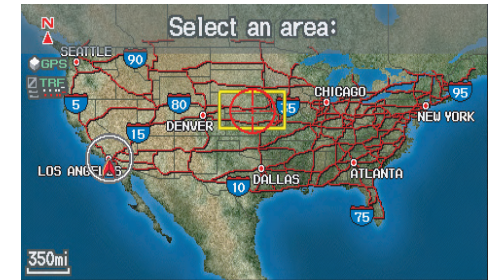 Select an area:
N
SEATTLE
90
GPS
TRF
5
80
CHICAGO
95
35
DENVER
NEW YORK
15
LOS ANGELES
DALLAS
ATLANTA
10
75
350mi